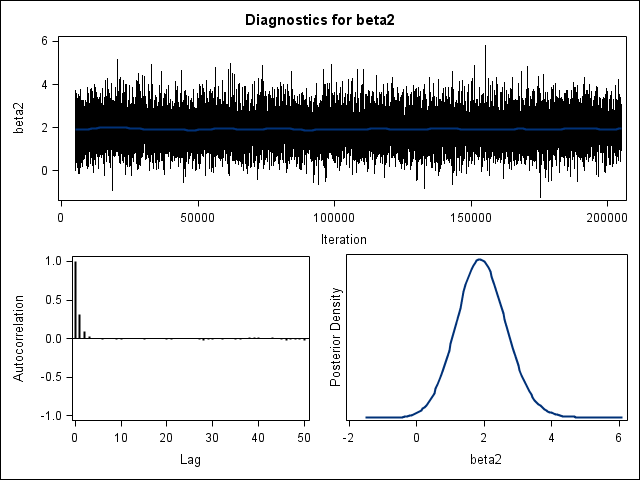 Diagnostics for beta2
6
4
2
0
beta2
0 50000 100000 150000 200000
Iteration
1.0
0.5
0.0
-0.5
-1.0
Autocorrelation
0 10 20 30 40 50
Lag
Posterior Density
-2 0 2 4 6
beta2